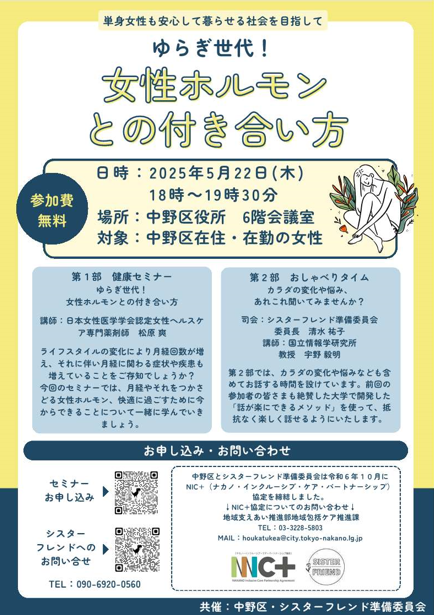 単身女性も安心して暮らせる社会を目指して
ゆらぎ世代！
女性ホルモン
との付き合い方
参加費
無料
日時：2025年5月22日(木)
18時～19時30分
場所：中野区役所　6階会議室
対象：中野区在住・在勤の女性
第１部　健康セミナー
ゆらぎ世代！
女性ホルモンとの付き合い方
講師：日本女性医学学会認定女性ヘルスケ
ア専門薬剤師　松原 爽
ライフスタイルの変化により月経回数が増
え、それに伴い月経に関わる症状や疾患も
増えていることをご存知でしょうか？
今回のセミナーでは、月経やそれをつかさ
どる女性ホルモン、快適に過ごすために今
からできることについて一緒に学んでいき
ましょう。
第２部　おしゃべりタイム
カラダの変化や悩み、
あれこれ聞いてみませんか？
司会：シスターフレンド準備委員会
委員長　清水 祐子
講師：国立情報学研究所
教授　宇野 毅明
第２部では、カラダの変化や悩みなども含
めてお話する時間を設けています。前回の
参加者の皆さまも絶賛した大学で開発した
「話が楽にできるメソッド」を使って、抵
抗なく楽しく話せるようにいたします。
お申し込み・お問い合わせ
セミナー
お申し込み
シスター
フレンドへの
お問い合せ
TEL：090-6920-0560
中野区とシスターフレンド準備委員会は令和６年１０月に
NIC+（ナカノ・インクルーシブ・ケア・パートナーシップ）
協定を締結しました。
↓NIC+協定についてのお問い合わせ↓
地域支えあい推進部地域包括ケア推進課
TEL：03-3228-5803
MAIL：houkatukea@city.tokyo-nakano.lg.jp
NIC+
SISTER
FRIEND
共催：中野区・シスターフレンド準備委員会